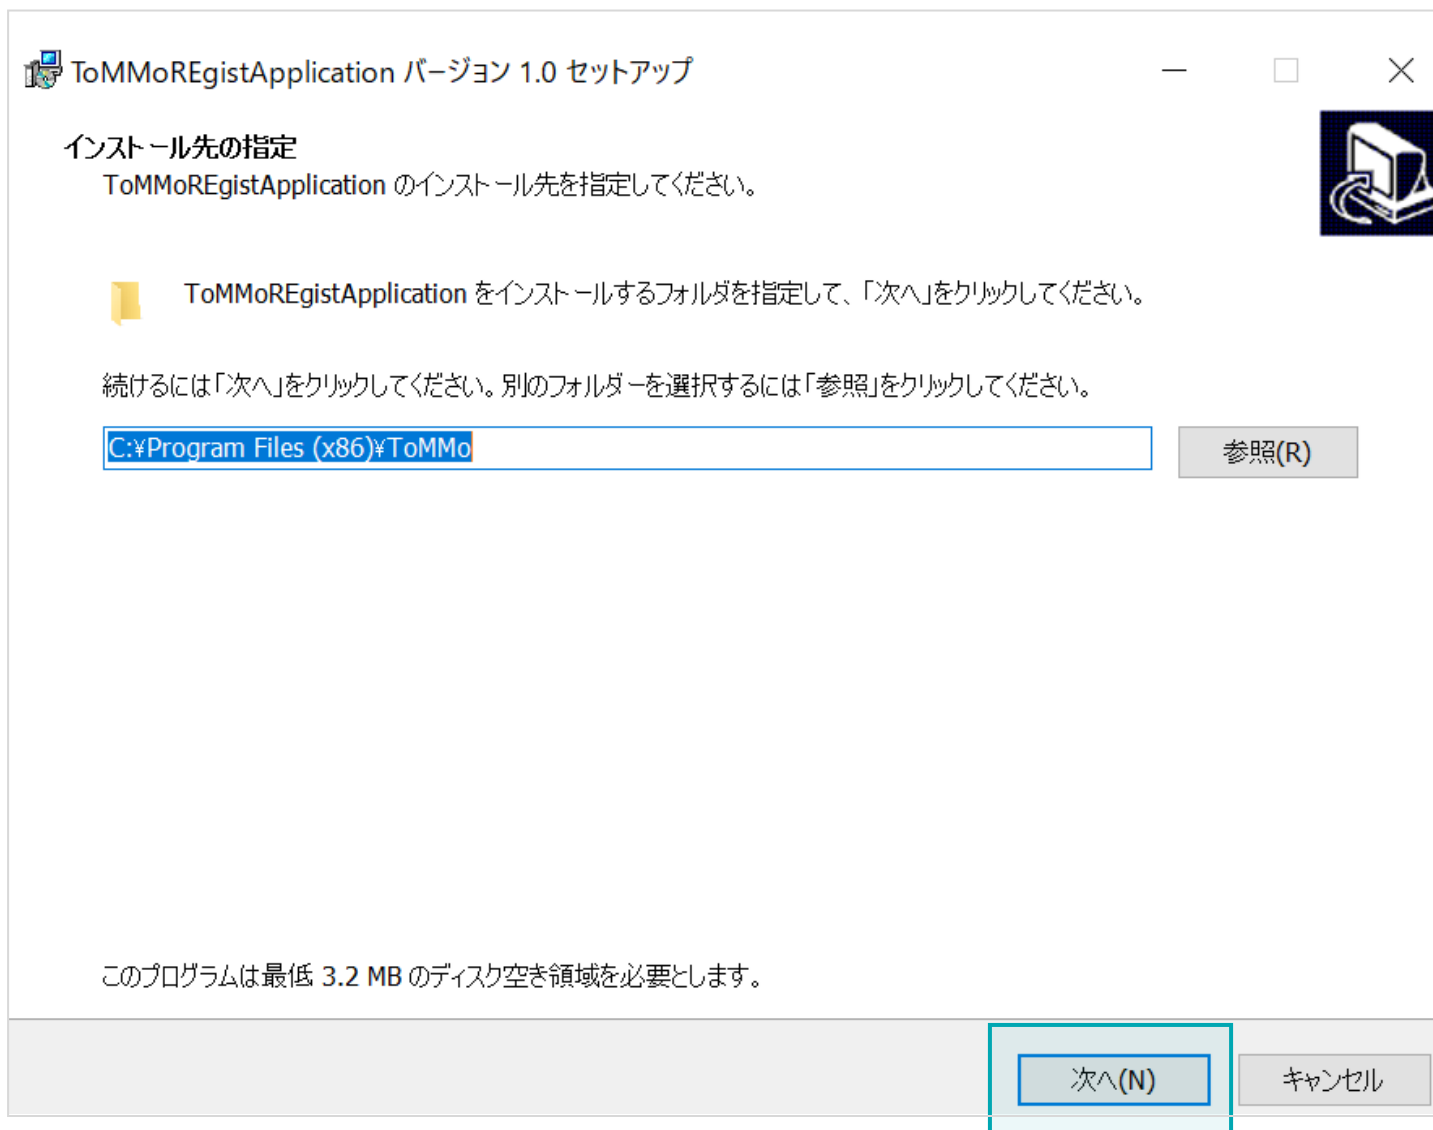 ToMMoREgistApplication バージョン 1.0 セットアップ
インストール先の指定
ToMMoREgistApplication のインストール先を指定してください。
ToMMoREgistApplication をインストールするフォルダを指定して、「次へ」をクリックしてください。
続けるには「次へ」をクリックしてください。別のフォルダーを選択するには「参照」をクリックしてください。
C:¥Program Files (x86)¥ToMMo
参照(R)
このプログラムは最低 3.2 MB のディスク空き領域を必要とします。
次へ(N)
キャンセル